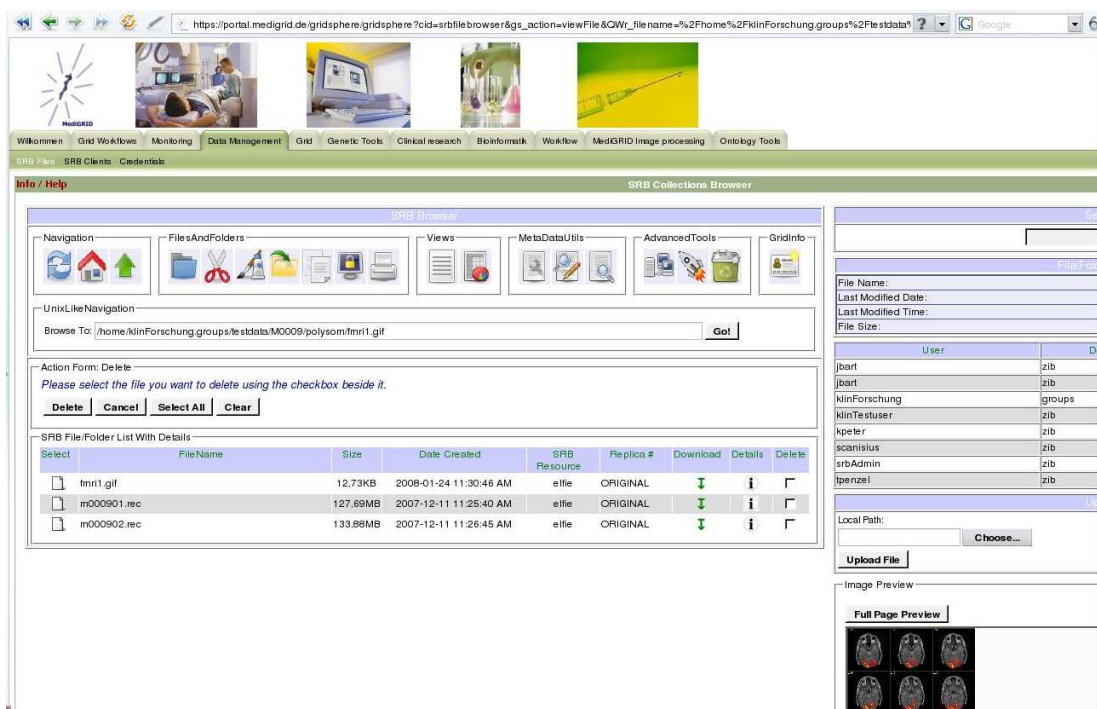 https://portal.medigrid.de/gridsphere/gridsphere?cid=srbfilebrowser&gs_action=viewFile&QWr_filename=%2Fhome%2FklinForschung.groups%2Ftestdata% ? G Google
MediGRID
Willkommen Grid Workflows Monitoring Data Management Grid Genetic Tools Clinical research Bioinformatik Workflow MediGRID Image processing Ontology Tools
SRB Files SRB Clients Credentials
Info / Help SRB Collections Browser
SRB Browser
Navigation FilesAndFolders Views MetaDataUtils AdvancedTools GridInfo
UnixLikeNavigation
Browse To: /home/klinForschung.groups/testdata/M0009/polysom/fmri1.gif Go!
Action Form: Delete
Please select the file you want to delete using the checkbox beside it.
Delete Cancel Select All Clear
SRB File/Folder List With Details
Select FileName Size Date Created SRB Resource Replica # Download Details Delete
fmri1.gif 12,73KB 2008-01-24 11:30:46 AM elfie ORIGINAL
m000901.rec 127,69MB 2007-12-11 11:25:40 AM elfie ORIGINAL
m000902.rec 133,88MB 2007-12-11 11:26:45 AM elfie ORIGINAL
File/Fol
File Name:
Last Modified Date:
Last Modified Time:
File Size:
User D
jbart zib
jbart zib
klinForschung groups
klinTestuser zib
kpeter zib
scanisius zib
srbAdmin zib
tpenzel zib
Local Path:
Choose...
Upload File
Image Preview
Full Page Preview